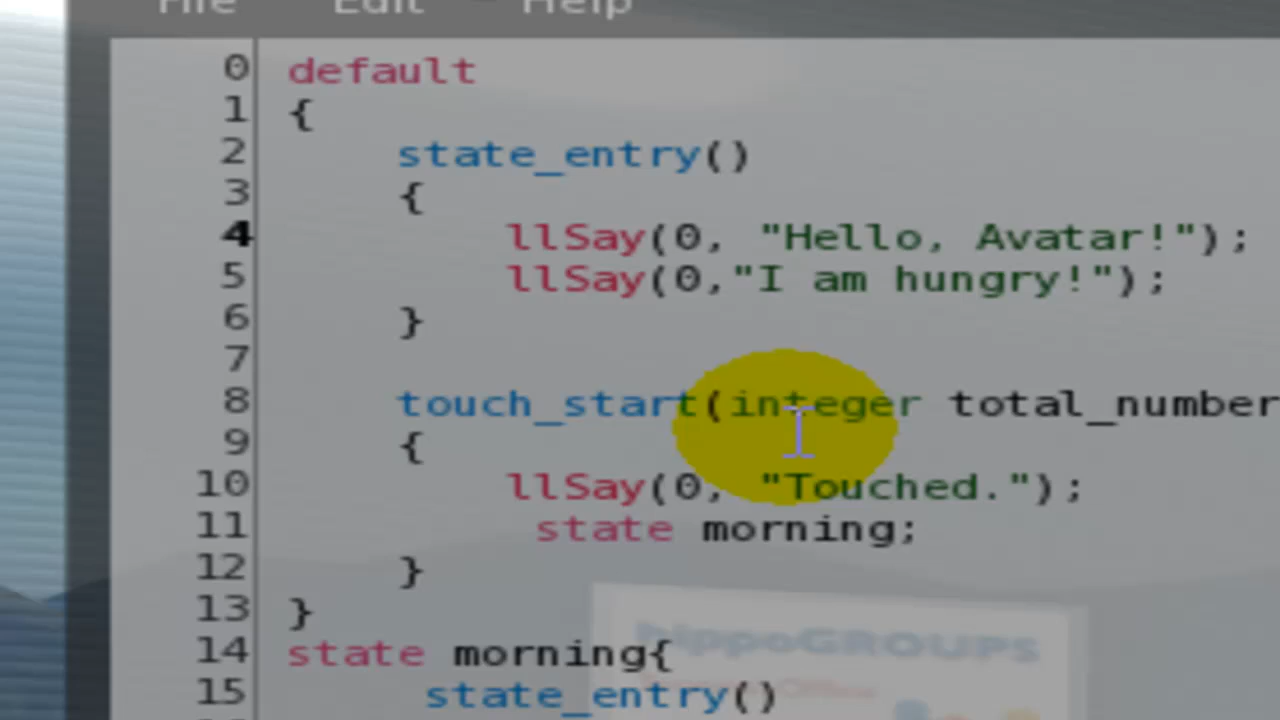 File Edit Help
0 default
1 {
2 state_entry()
3 {
4 llSay(0, "Hello, Avatar!");
5 llSay(0,"I am hungry!");
6 }
7
8 touch_start(integer total_number
9 {
10 llSay(0, "Touched.");
11 state morning;
12 }
13 }
14 state morning{
15 state_entry()
hippoGROUPS